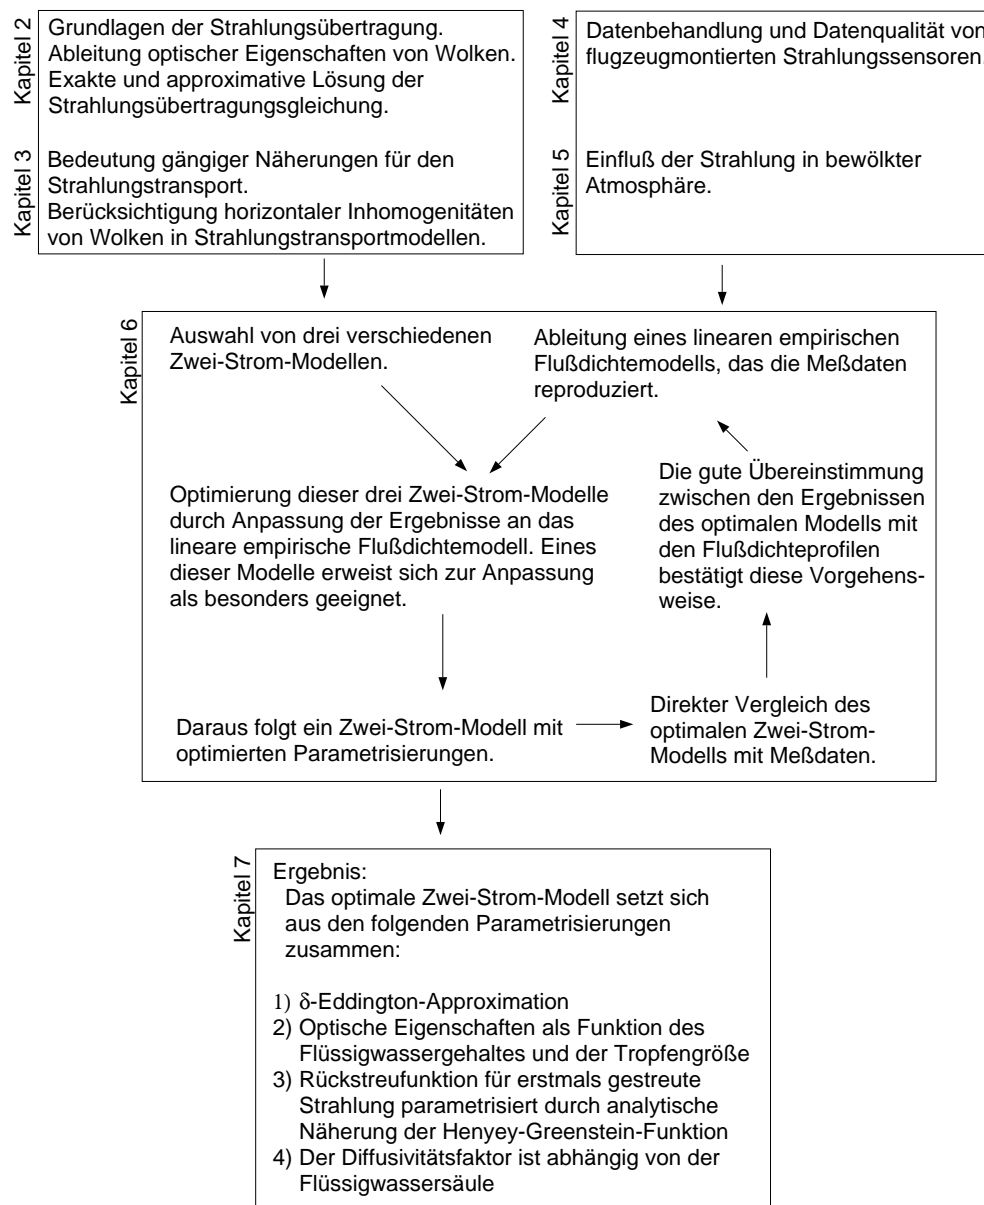 Kapitel 2
Grundlagen der Strahlungsübertragung.
Ableitung optischer Eigenschaften von Wolken.
Exakte und approximative Lösung der
Strahlungsübertragungsgleichung.
Kapitel 3
Bedeutung gängiger Näherungen für den
Strahlungstransport.
Berücksichtigung horizontaler Inhomogenitäten
von Wolken in Strahlungstransportmodellen.
Kapitel 4
Datenbehandlung und Datenqualität von
flugzeugmontierten Strahlungssensoren.
Kapitel 5
Einfluß der Strahlung in bewölkter
Atmosphäre.
Kapitel 6
Auswahl von drei verschiedenen
Zwei-Strom-Modellen.
Ableitung eines linearen empirischen
Flußdichtemodells, das die Meßdaten
reproduziert.
Optimierung dieser drei Zwei-Strom-Modelle
durch Anpassung der Ergebnisse an das
lineare empirische Flußdichtemodell. Eines
dieser Modelle erweist sich zur Anpassung
als besonders geeignet.
Die gute Übereinstimmung
zwischen den Ergebnissen
des optimalen Modells mit
den Flußdichteprofilen
bestätigt diese Vorgehens-
weise.
Daraus folgt ein Zwei-Strom-Modell mit
optimierten Parametrisierungen.
Direkter Vergleich des
optimalen Zwei-Strom-
Modells mit Meßdaten.
Kapitel 7
Ergebnis:
Das optimale Zwei-Strom-Modell setzt sich
aus den folgenden Parametrisierungen
zusammen:
1) δ-Eddington-Approximation
2) Optische Eigenschaften als Funktion des
Flüssigwassergehaltes und der Tropfengröße
3) Rückstreufunktion für erstmals gestreute
Strahlung parametrisiert durch analytische
Näherung der Henyey-Greenstein-Funktion
4) Der Diffusivitätsfaktor ist abhängig von der
Flüssigwassersäule